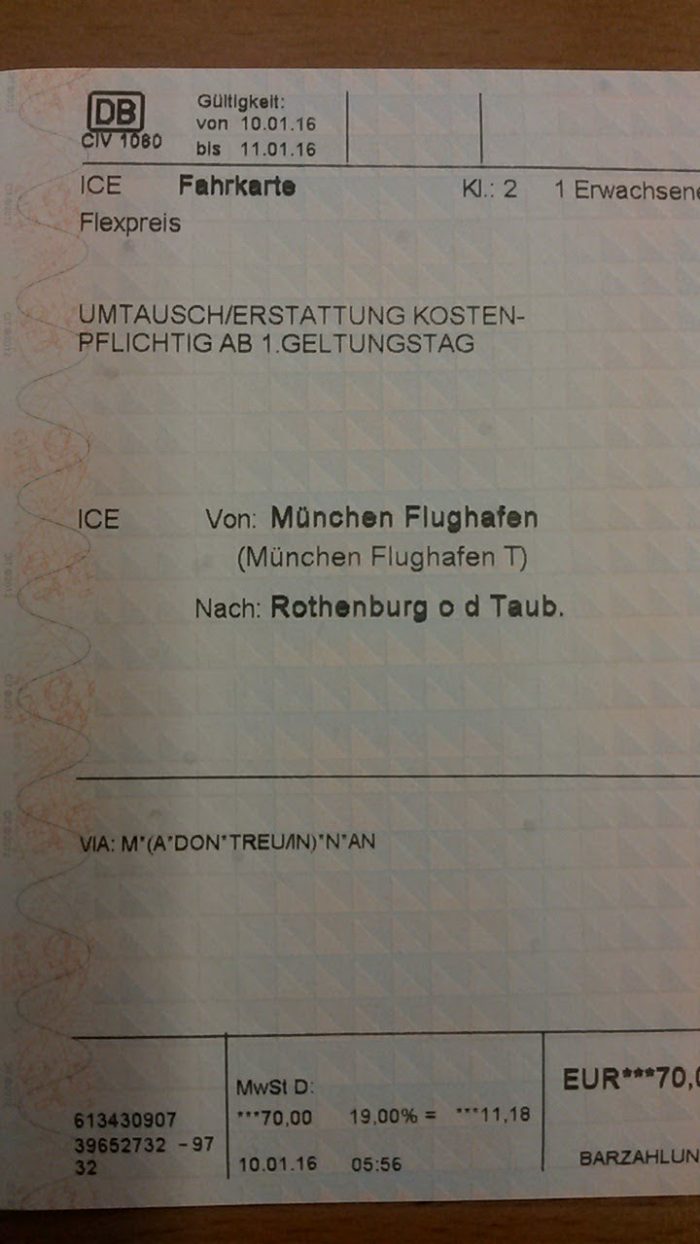 DB
CIV 1080
Gültigkeit:
von 10.01.16
bis 11.01.16
ICE Fahrkarte Kl.: 2 1 Erwachsene
Flexpreis
UMTAUSCH/ERSTATTUNG KOSTEN-
PFLICHTIG AB 1.GELTUNGSTAG
ICE Von: München Flughafen
(München Flughafen T)
Nach: Rothenburg o d Taub.
VIA: M*(A*DON*TREU/IN)*N*AN
613430907
39652732 -97
32
MwSt D:
***70,00 19,00% = ***11,18
10.01.16 05:56
EUR***70,0
BARZAHLUN